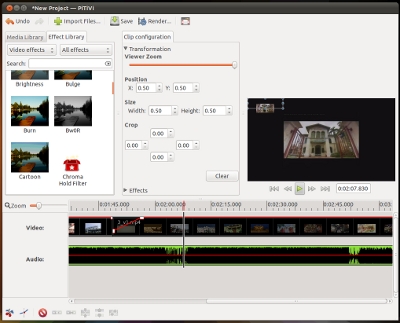 *New Project — PiTiVi
Undo
Import Files...
Save
Render...
Media Library
Effect Library
Clip configuration
Video effects
All effects
Transformation
Viewer Zoom
Search:
Position
X: 0.50 Y: 0.50
Brightness
Bulge
Size
Width: 0.50 Height: 0.50
Crop
Burn
BwOR
0.00
0.00 0.00
0.00
Cartoon
Chroma
Hold Filter
Clear
Effects
0:02:07.830
Zoom
0:01:45.000
0:02:00.000
0:02:15.000
0:02:30.000
0:02:45.000
0:03
Video:
Audio: